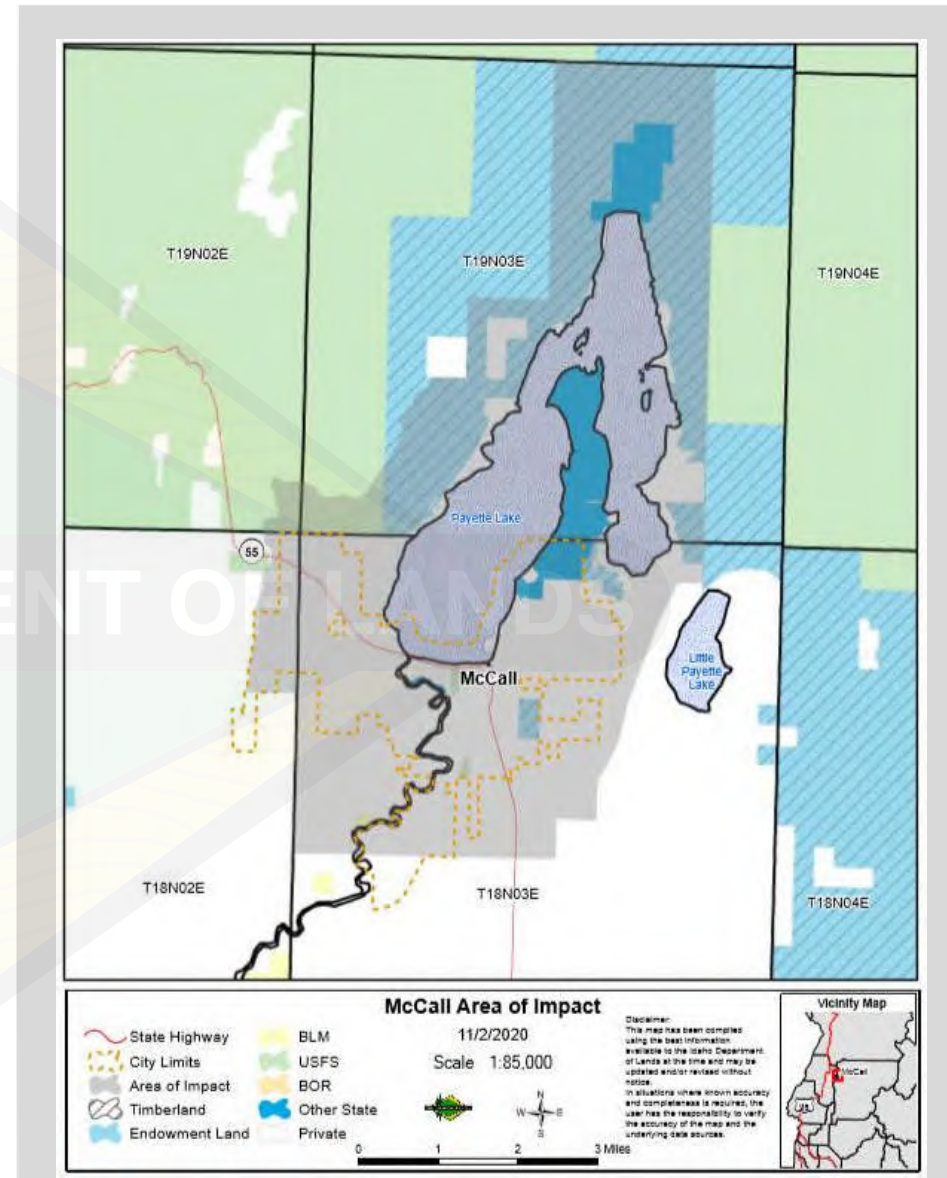 T19N02E
T19N03E
T19N04E
Payette Lake
55
ENT OF LANDS
McCall
Little
Payette
Lake
T18N02E
T18N03E
T18N04E
McCall Area of Impact
11/2/2020
Scale 1:85,000
State Highway
City Limits
Area of Impact
Timberland
Endowment Land
BLM
USFS
BOR
Other State
Private
W E
S
0 1 2 3 Miles
Disclaimer:
This map has been compiled
using the best information
available to the Idaho Department
of Lands at the time and may be
updated and/or revised without
notice.
In situations where known accuracy
and completeness is required, the
user has the responsibility to verify
the accuracy of the map and the
underlying data sources.
Vicinity Map
McCall